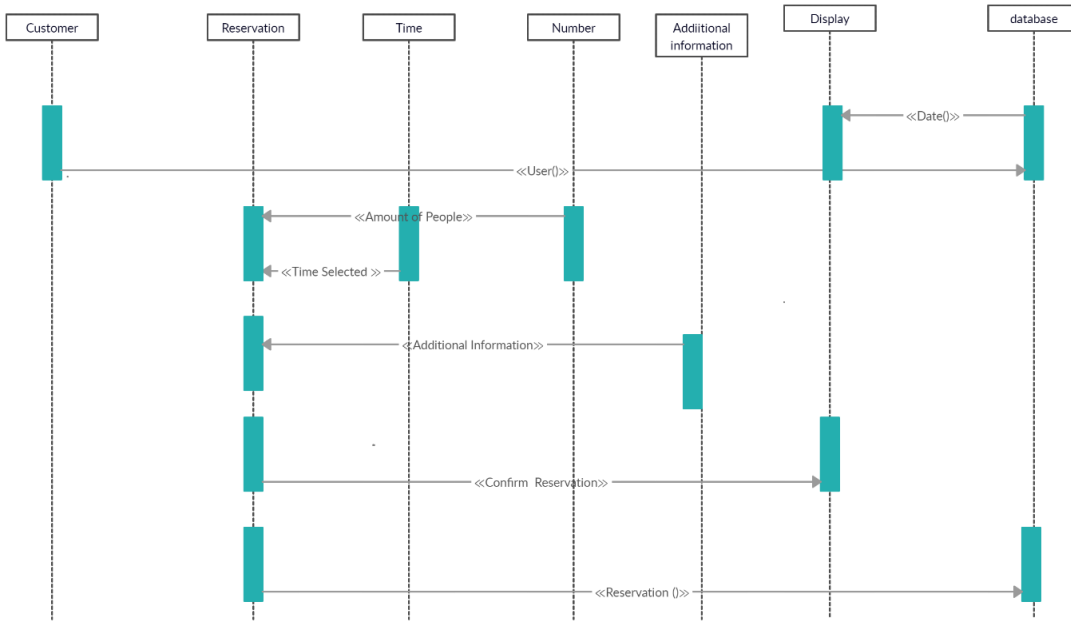 Customer
Reservation
Time
Number
Addiitional
information
Display
database
≪Date()≫
≪User()≫
≪Amount of People≫
≪Time Selected ≫
≪Additional Information≫
≪Confirm Reservation≫
≪Reservation ()≫